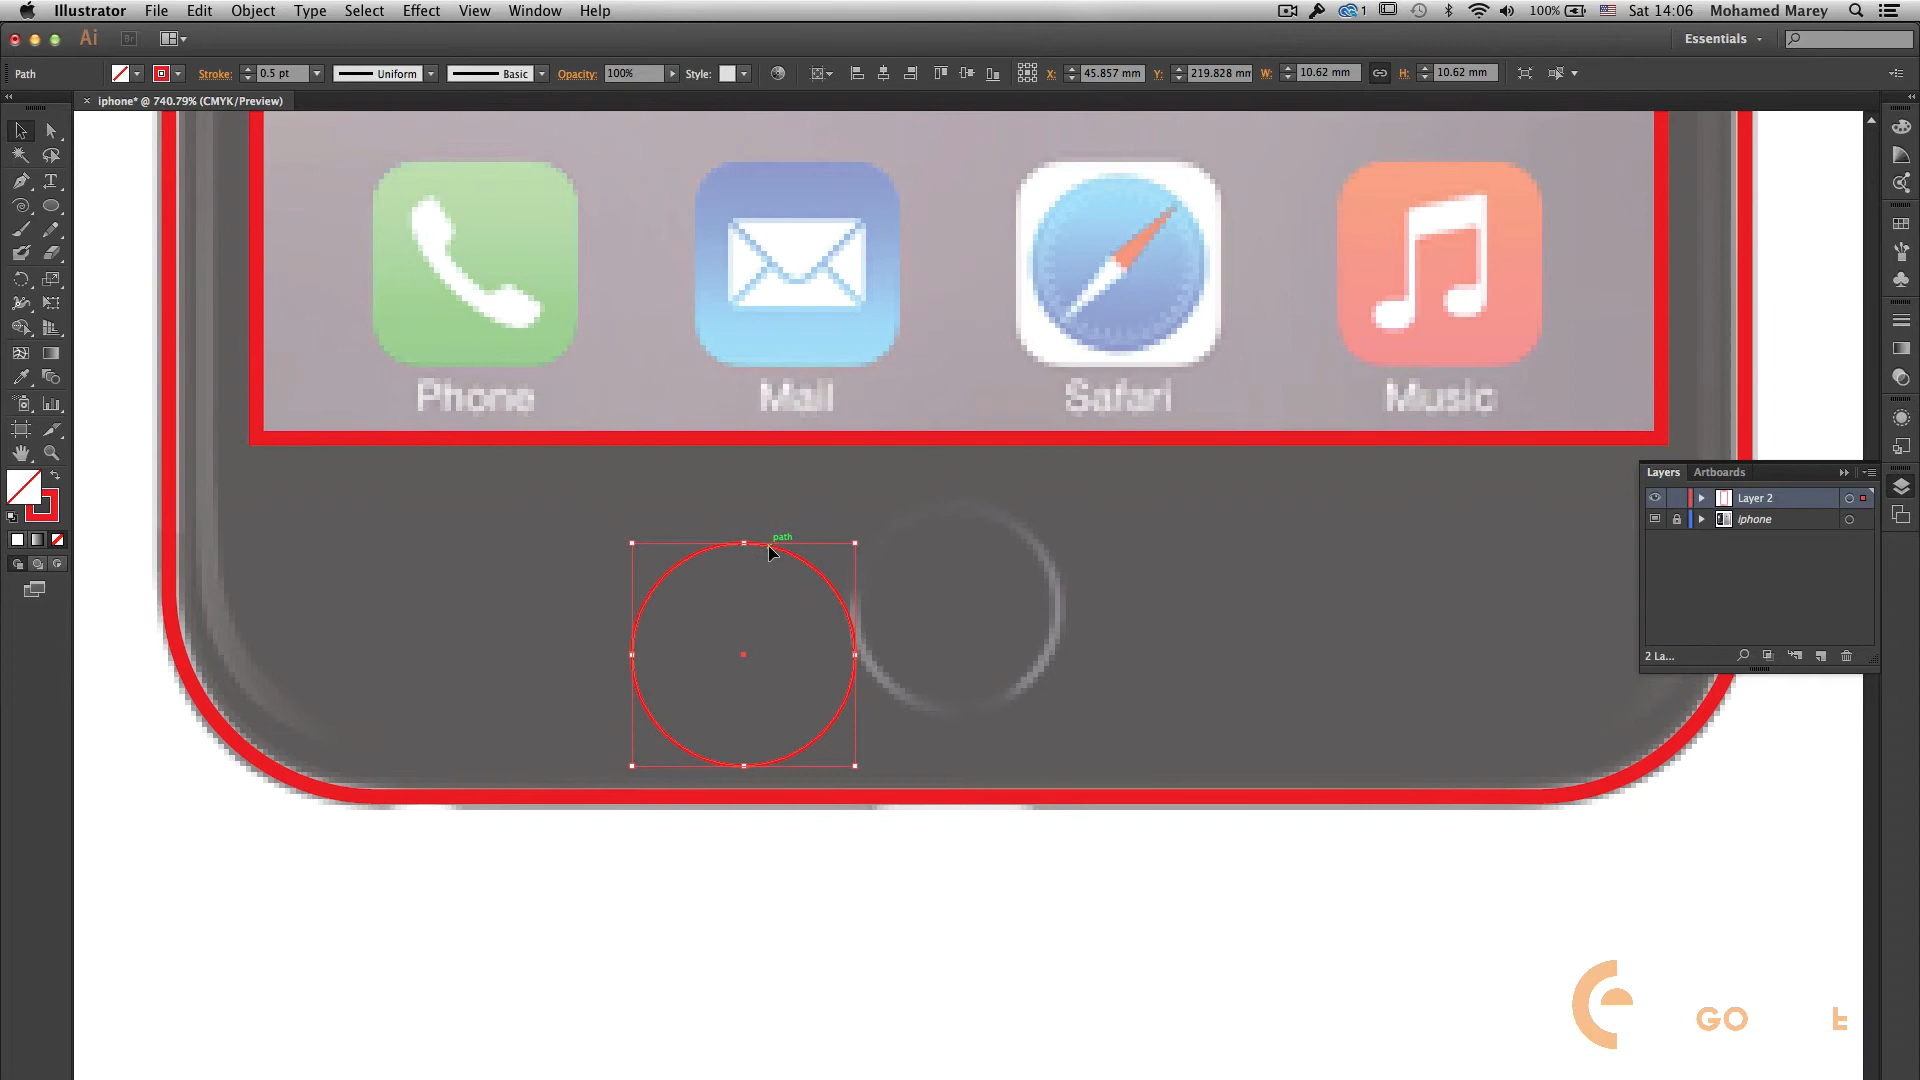 Illustrator File Edit Object Type Select Effect View Window Help
1 100% Sat 14:06 Mohamed Marey
Ai Br Essentials
Path Stroke: 0.5 pt Uniform Basic Opacity: 100% Style: X: 45.857 mm Y: 219.828 mm W: 10.62 mm H: 10.62 mm
iphone* @ 740.79% (CMYK/Preview)
Phone Mail Safari Music
Layers Artboards
Layer 2
iphone
path
2 La...
GO t